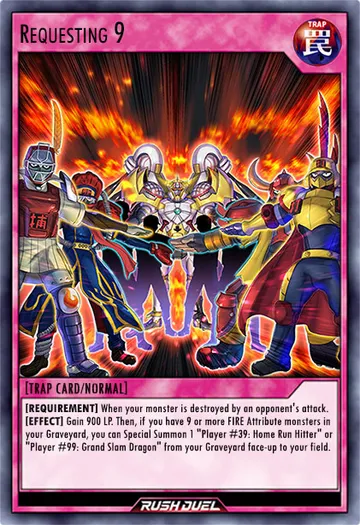 Requesting 9
TRAP
罠
捕
[TRAP CARD/NORMAL]
[REQUIREMENT] When your monster is destroyed by an opponent's attack.
[EFFECT] Gain 900 LP. Then, if you have 9 or more FIRE Attribute monsters in
your Graveyard, you can Special Summon 1 "Player #39: Home Run Hitter" or
"Player #99: Grand Slam Dragon" from your Graveyard face-up to your field.
RUSH DUEL